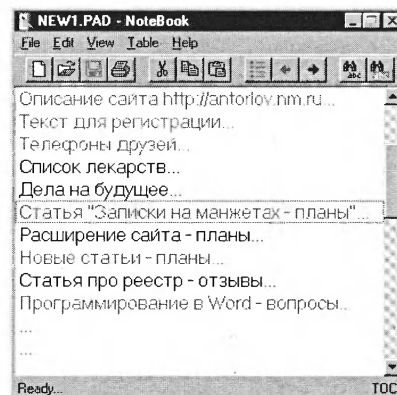 NEW1.PAD - NoteBook
File Edit View Table Help
Описание сайта http://antorlov.nm.ru...
Текст для регистрации...
Телефоны друзей...
Список лекарств...
Дела на будущее...
Статья "Записки на манжетах - планы"...
Расширение сайта - планы...
Новые статьи - планы...
Статья про реестр - отзывы...
Программирование в Word - вопросы...
...
...
Ready...
TOC